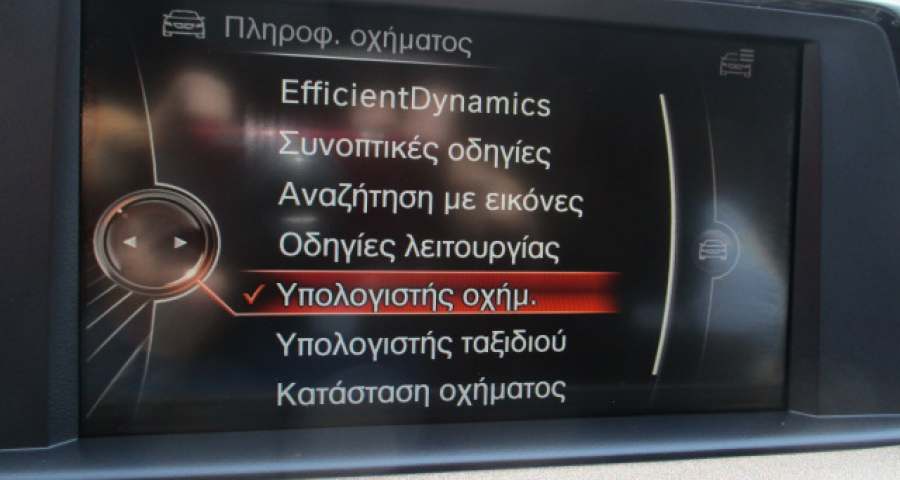 Πληροφ. οχήματος
EfficientDynamics
Συνοπτικές οδηγίες
Αναζήτηση με εικόνες
Οδηγίες λειτουργίας
Υπολογιστής οχήμ.
Υπολογιστής ταξιδιού
Κατάσταση οχήματος